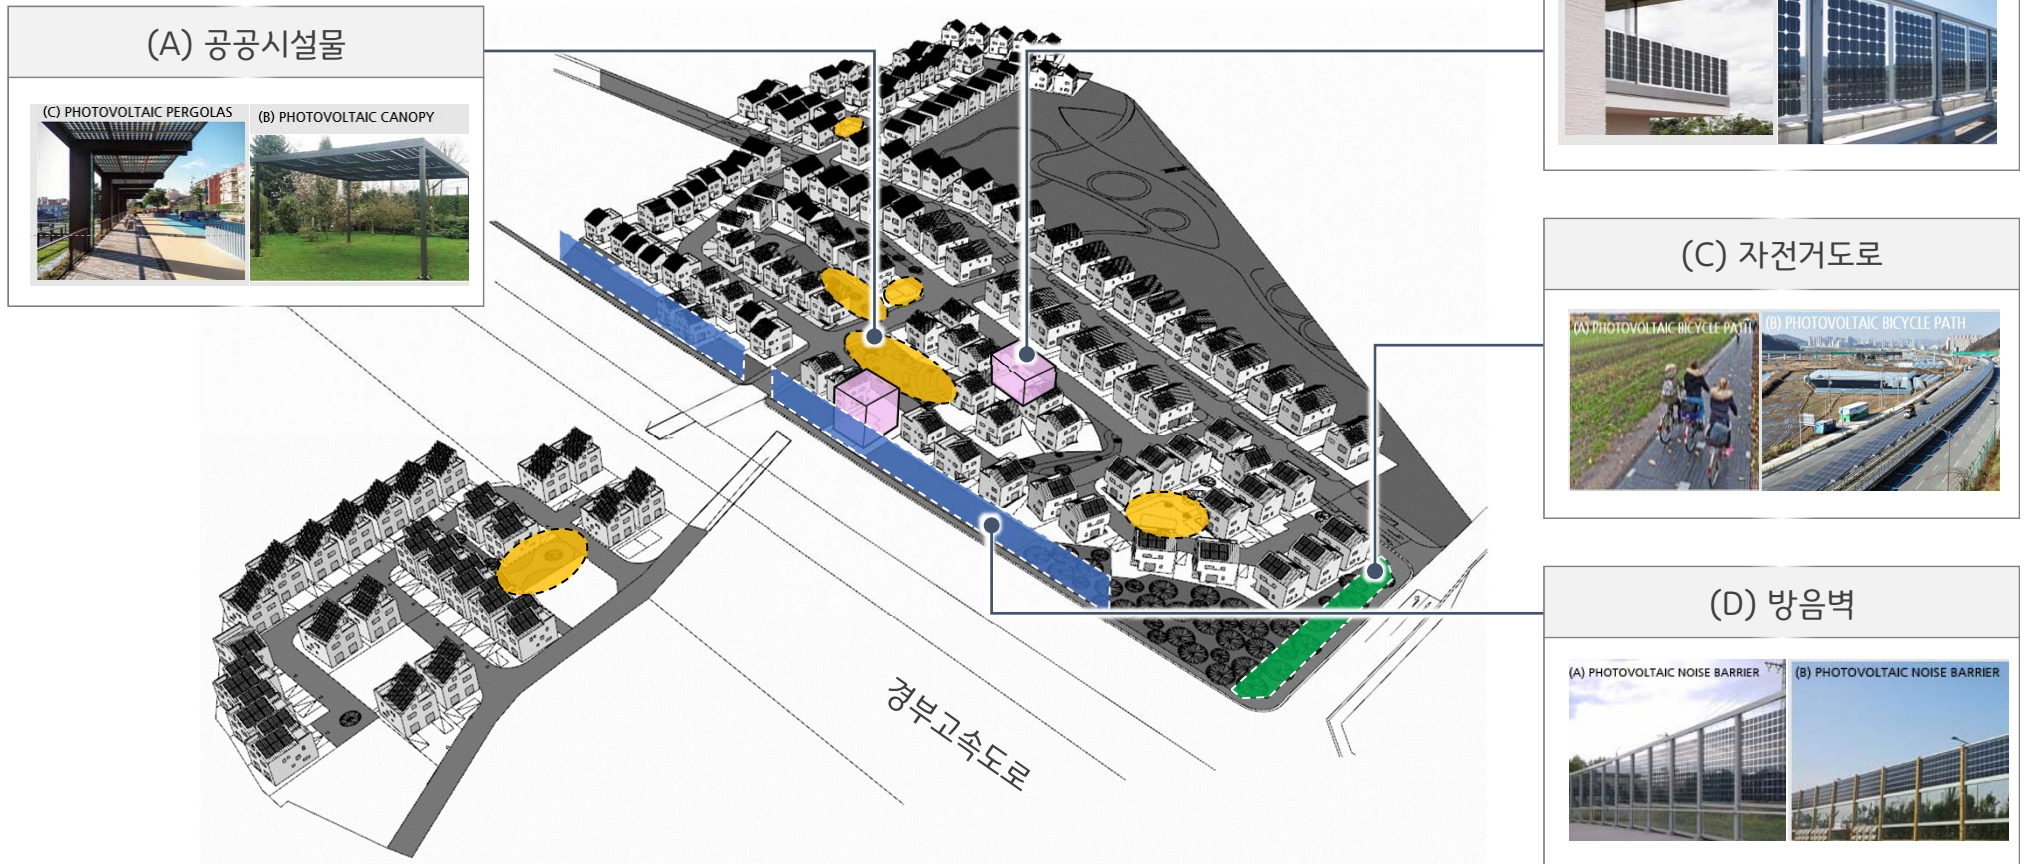 (A) 공공시설물
(C) PHOTOVOLTAIC PERGOLAS
(B) PHOTOVOLTAIC CANOPY
(C) 자전거도로
(A) PHOTOVOLTAIC BICYCLE PATH
(B) PHOTOVOLTAIC BICYCLE PATH
(D) 방음벽
(A) PHOTOVOLTAIC NOISE BARRIER
(B) PHOTOVOLTAIC NOISE BARRIER
경부고속도로